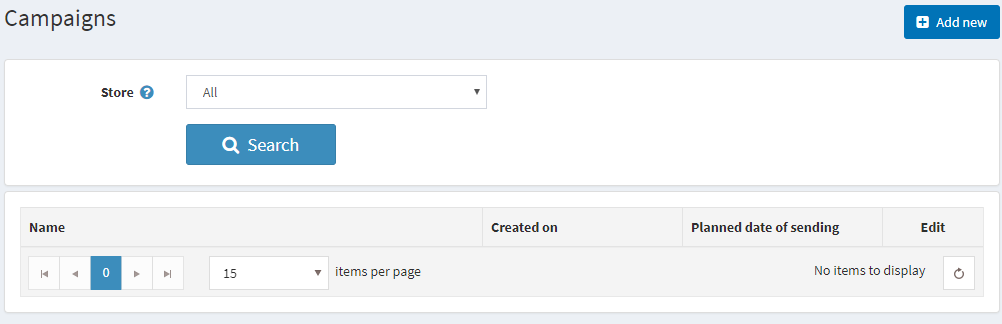 Campaigns
Add new
Store ?
All
Search
Name Created on Planned date of sending Edit
0 15 items per page No items to display